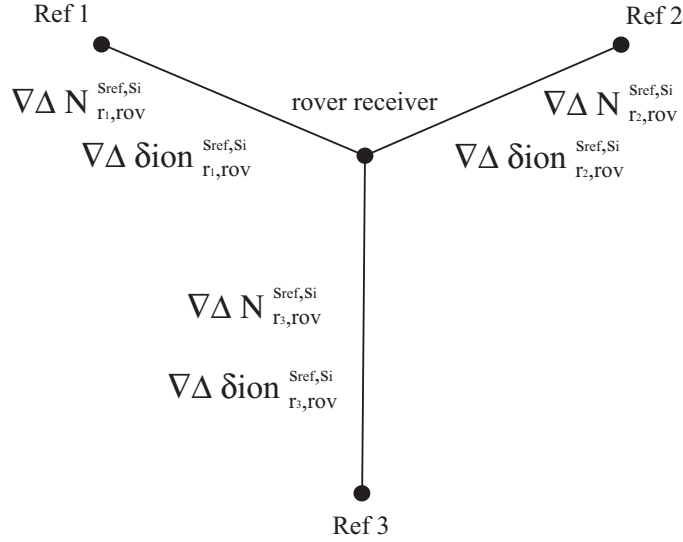 Ref 1
Ref 2
∇Δ N Sref,Si r₁,rov
rover receiver
∇Δ N Sref,Si r₂,rov
∇Δ δion Sref,Si r₁,rov
∇Δ δion Sref,Si r₂,rov
∇Δ N Sref,Si r₃,rov
∇Δ δion Sref,Si r₃,rov
Ref 3